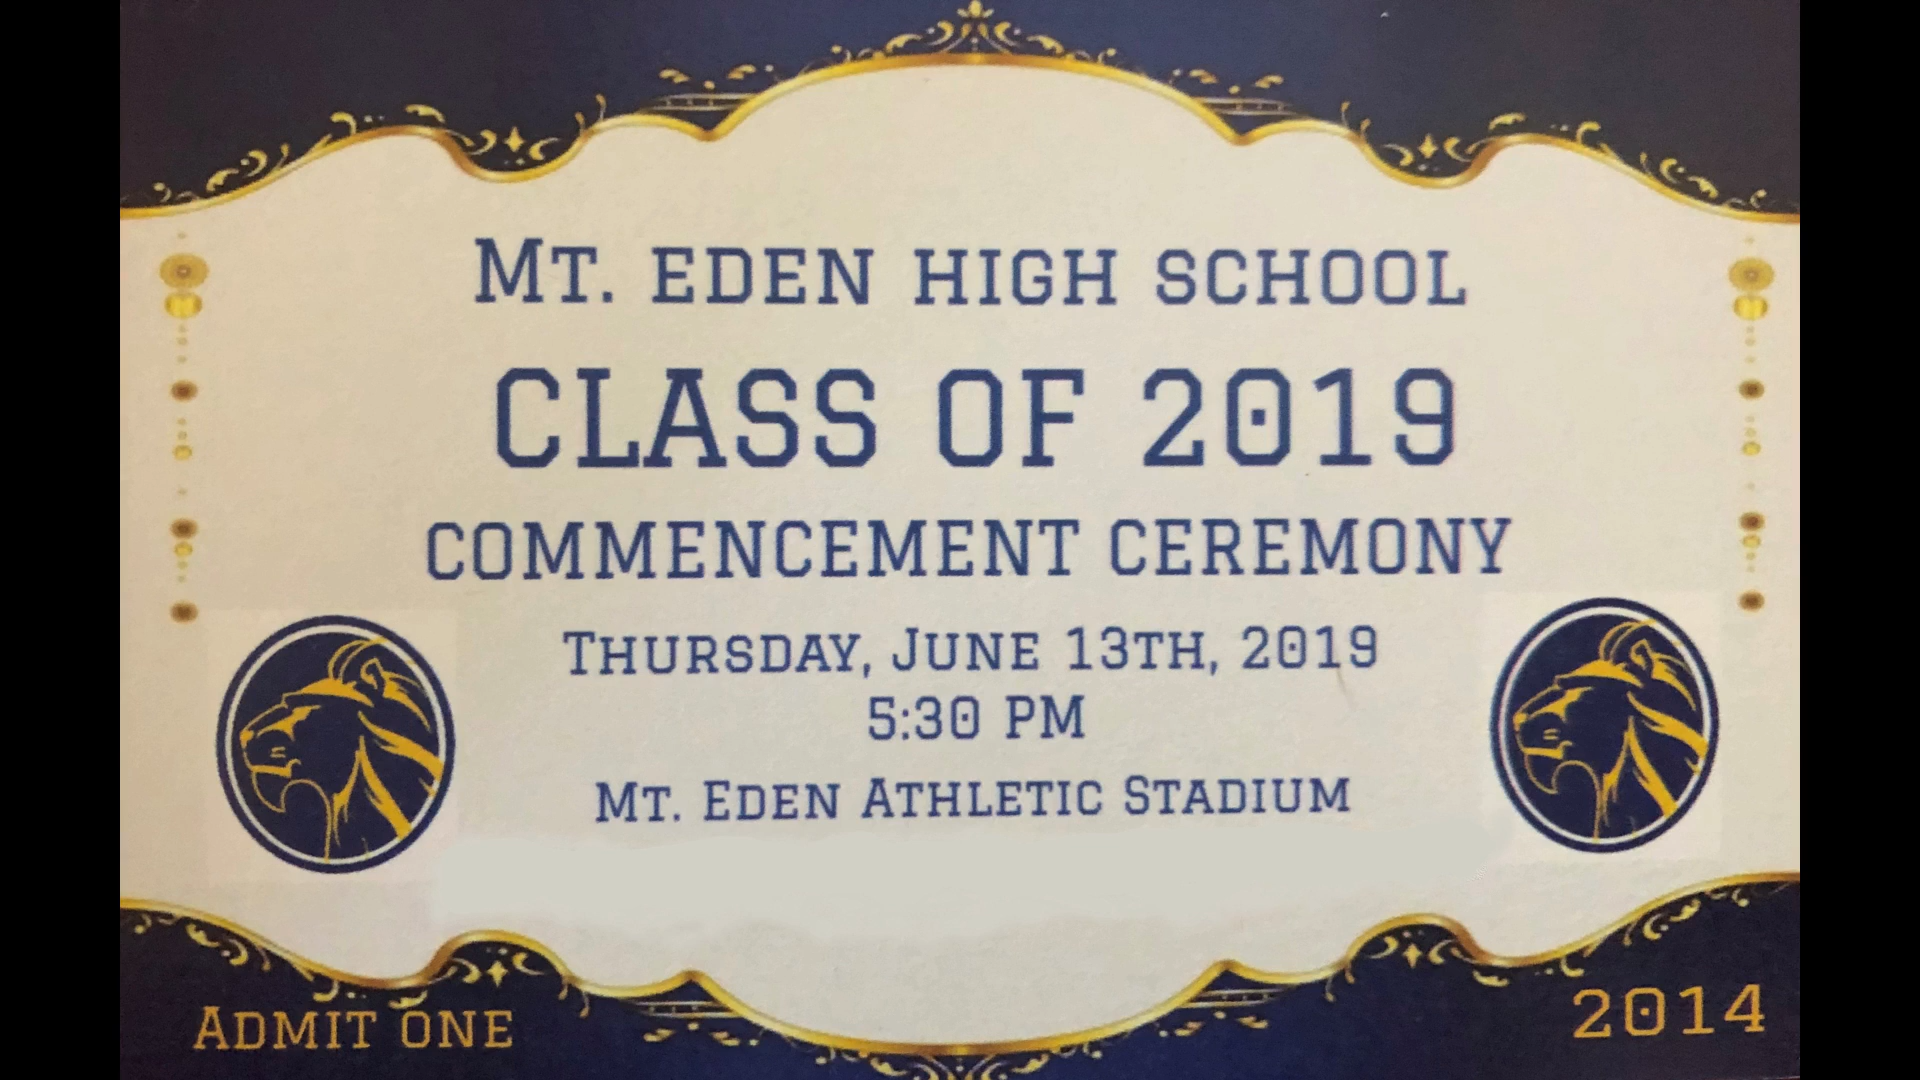 Mt. Eden High School
CLASS OF 2019
COMMENCEMENT CEREMONY
Thursday, June 13th, 2019
5:30 PM
Mt. Eden Athletic Stadium
Admit One
2014